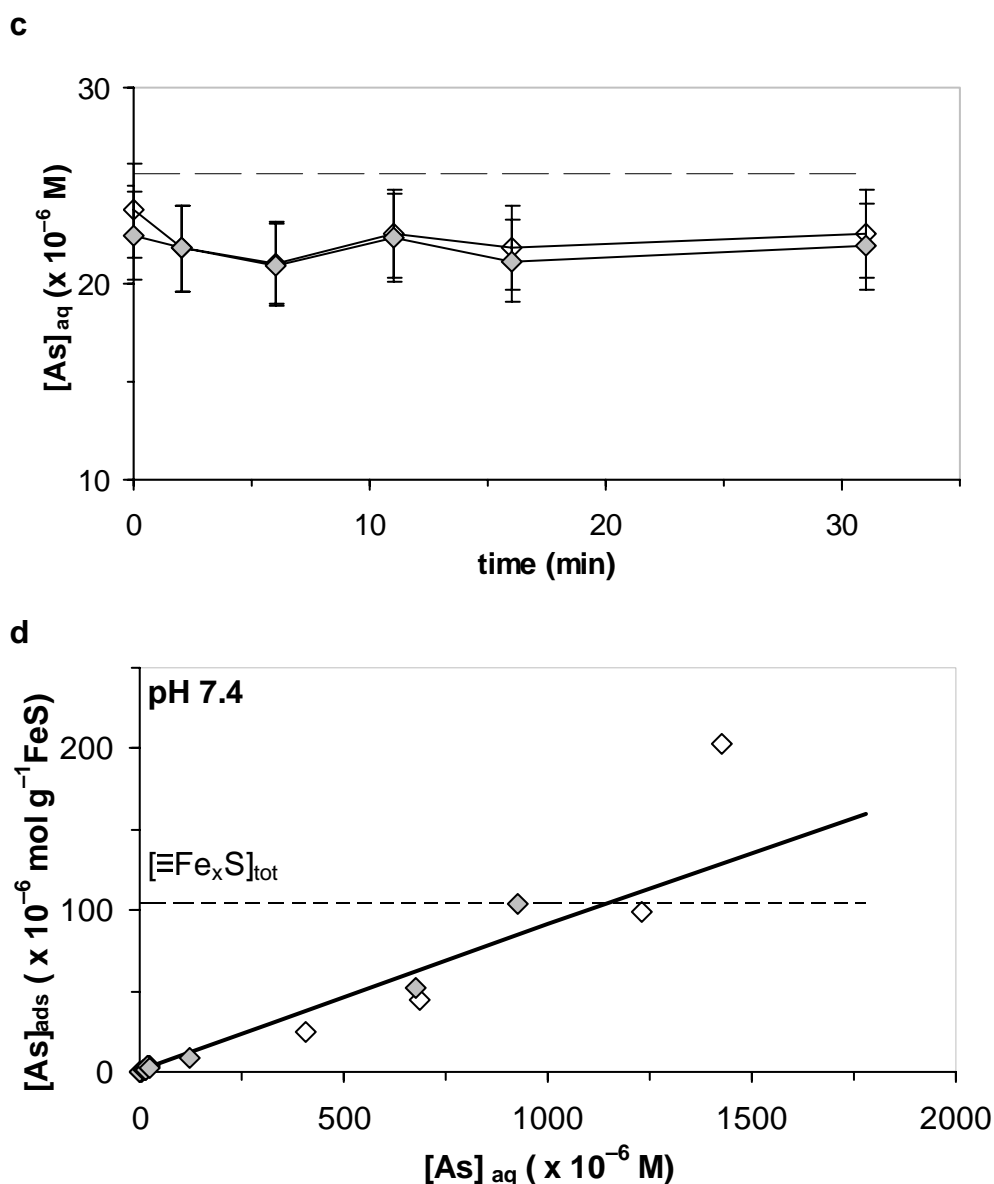 c
30
20
10
[As] aq (x 10⁻⁶ M)
0 10 20 30
time (min)
d
pH 7.4
[≡FeₓS]tot
200
100
0
[As]ads ( x 10⁻⁶ mol g⁻¹FeS)
0 500 1000 1500 2000
[As] aq ( x 10⁻⁶ M)